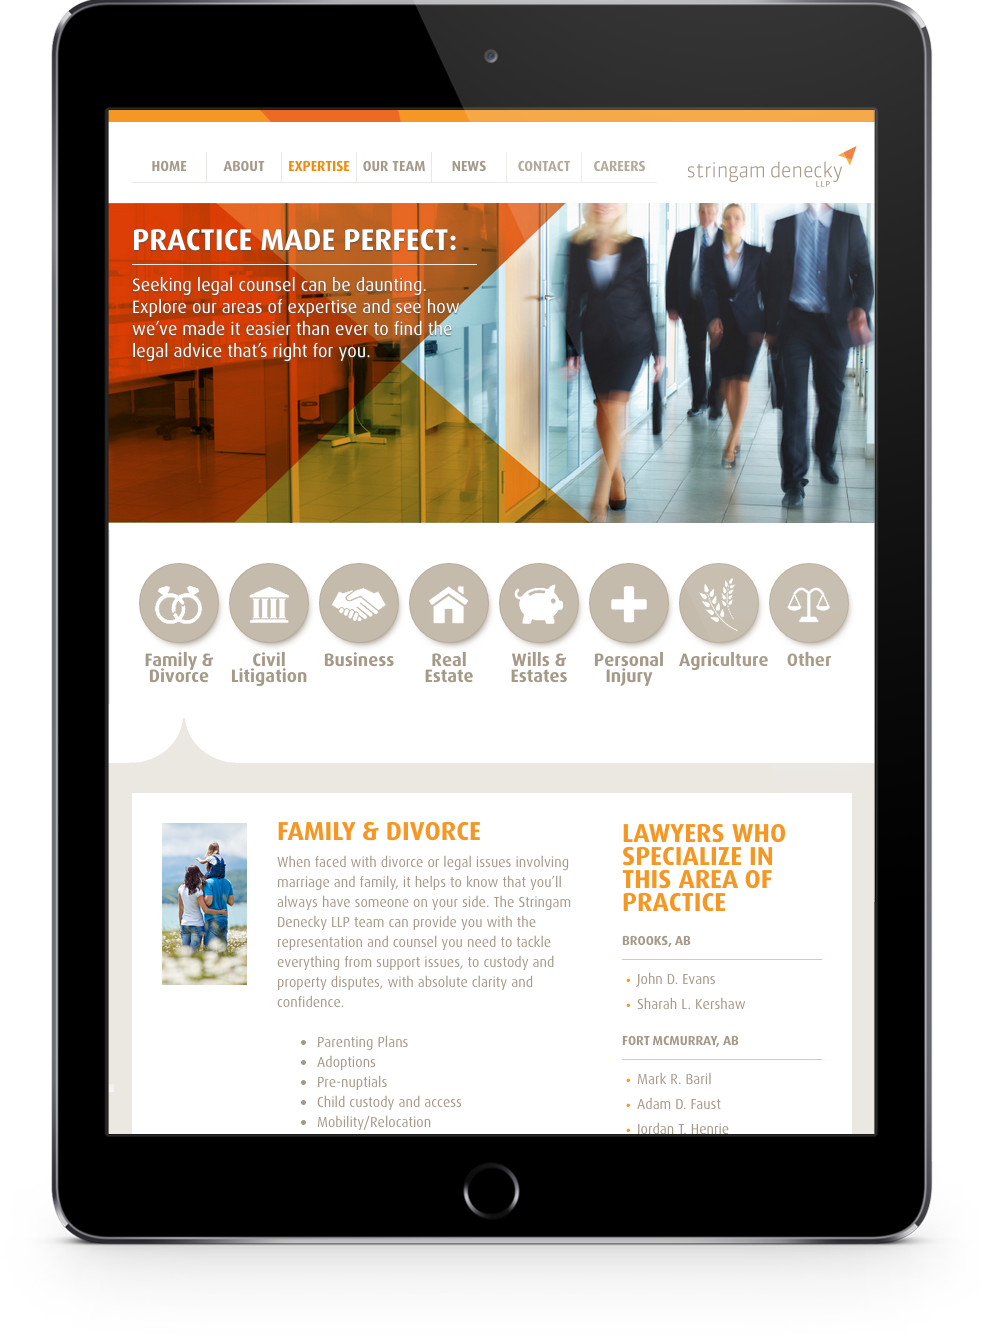 HOME ABOUT EXPERTISE OUR TEAM NEWS CONTACT CAREERS
stringam denecky
LLP
PRACTICE MADE PERFECT:
Seeking legal counsel can be daunting.
Explore our areas of expertise and see how
we've made it easier than ever to find the
legal advice that's right for you.
Family &
Divorce
Civil
Litigation
Business
Real
Estate
Wills &
Estates
Personal
Injury
Agriculture
Other
FAMILY & DIVORCE
When faced with divorce or legal issues involving
marriage and family, it helps to know that you'll
always have someone on your side. The Stringam
Denecky LLP team can provide you with the
representation and counsel you need to tackle
everything from support issues, to custody and
property disputes, with absolute clarity and
confidence.
• Parenting Plans
• Adoptions
• Pre-nuptials
• Child custody and access
• Mobility/Relocation
LAWYERS WHO
SPECIALIZE IN
THIS AREA OF
PRACTICE
BROOKS, AB
• John D. Evans
• Sharah L. Kershaw
FORT MCMURRAY, AB
• Mark R. Baril
• Adam D. Faust
• Jordan T. Henrie